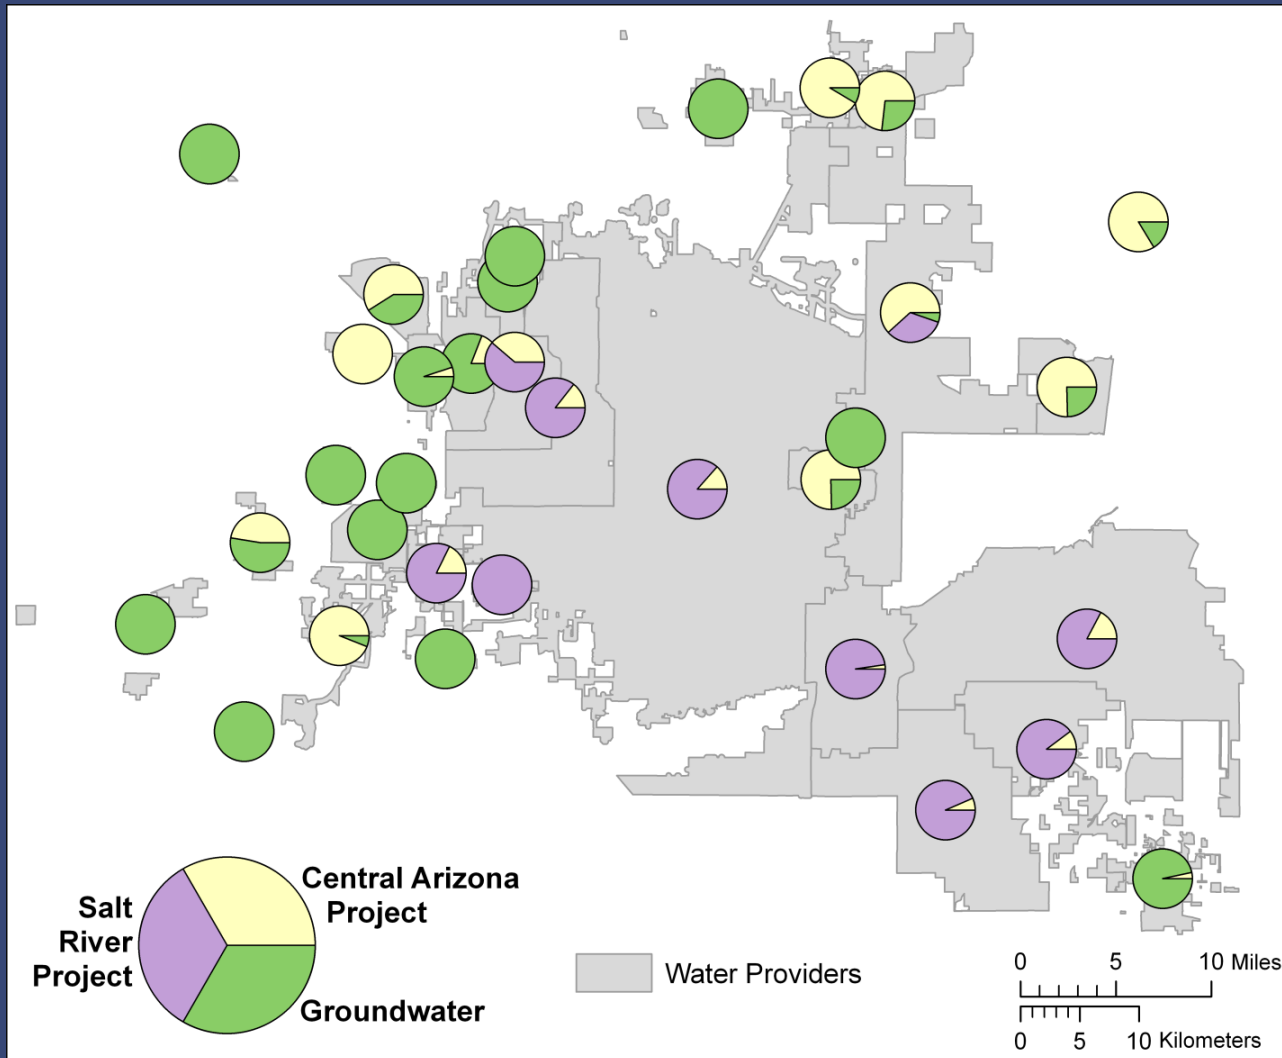 Central Arizona
Project
Salt
River
Project
Groundwater
Water Providers
0 5 10 Miles
0 5 10 Kilometers